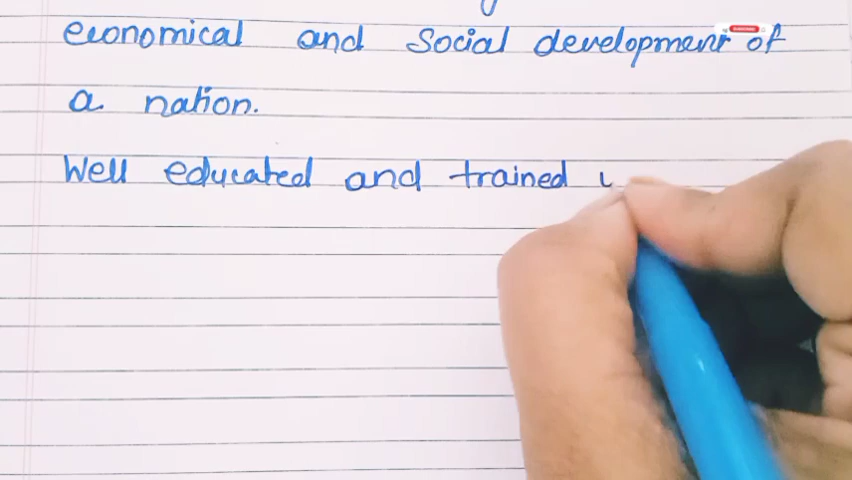 economical and social development of
a nation.
Well educated and trained